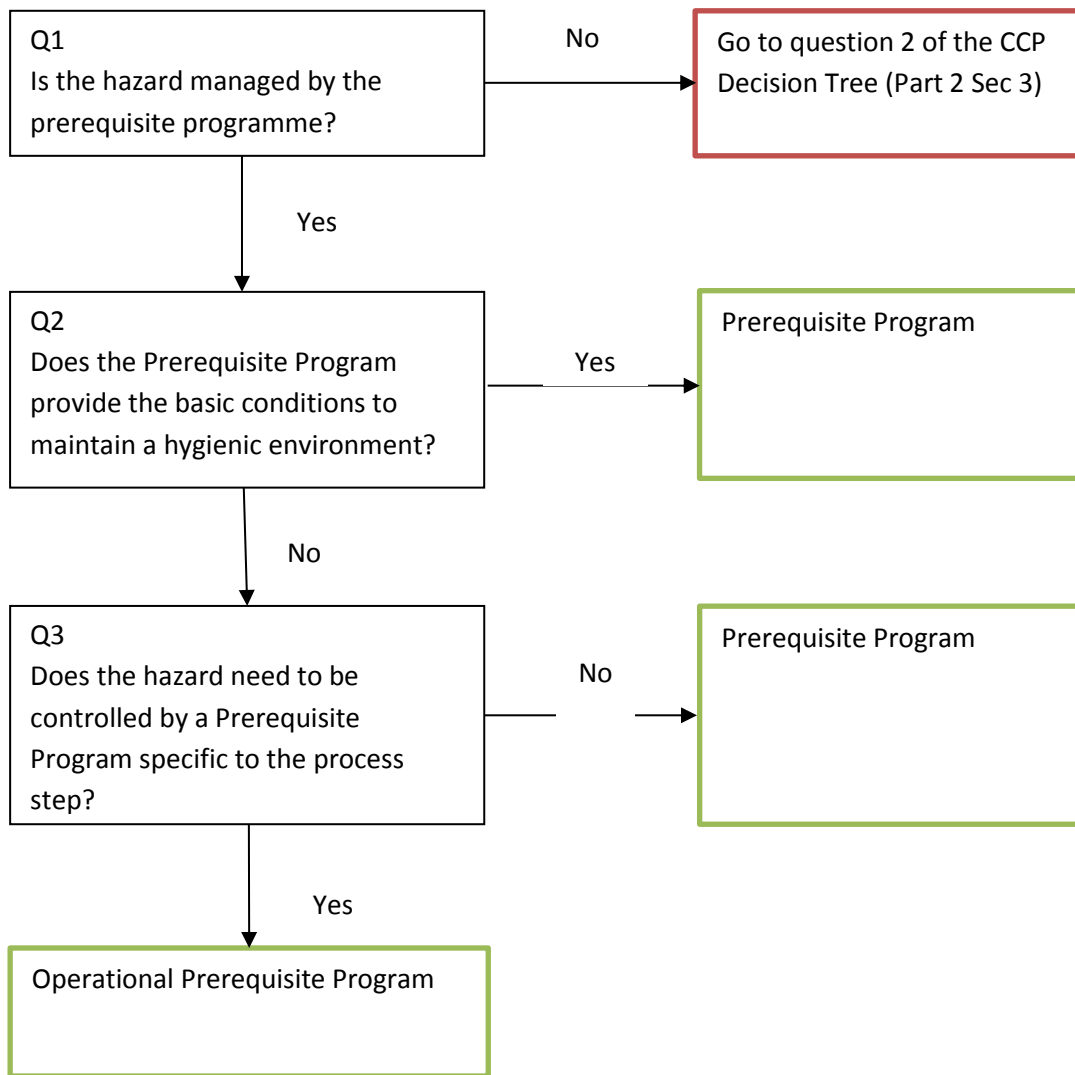 Q1
Is the hazard managed by the
prerequisite programme?
No
Go to question 2 of the CCP
Decision Tree (Part 2 Sec 3)
Yes
Q2
Does the Prerequisite Program
provide the basic conditions to
maintain a hygienic environment?
Yes
Prerequisite Program
No
Q3
Does the hazard need to be
controlled by a Prerequisite
Program specific to the process
step?
No
Prerequisite Program
Yes
Operational Prerequisite Program